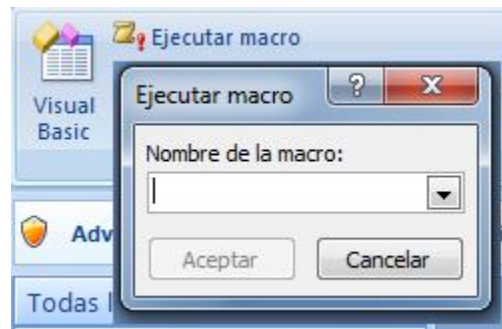 Ejecutar macro
Visual
Basic
Ejecutar macro
Nombre de la macro:
Aceptar
Cancelar
Adv
Todas l